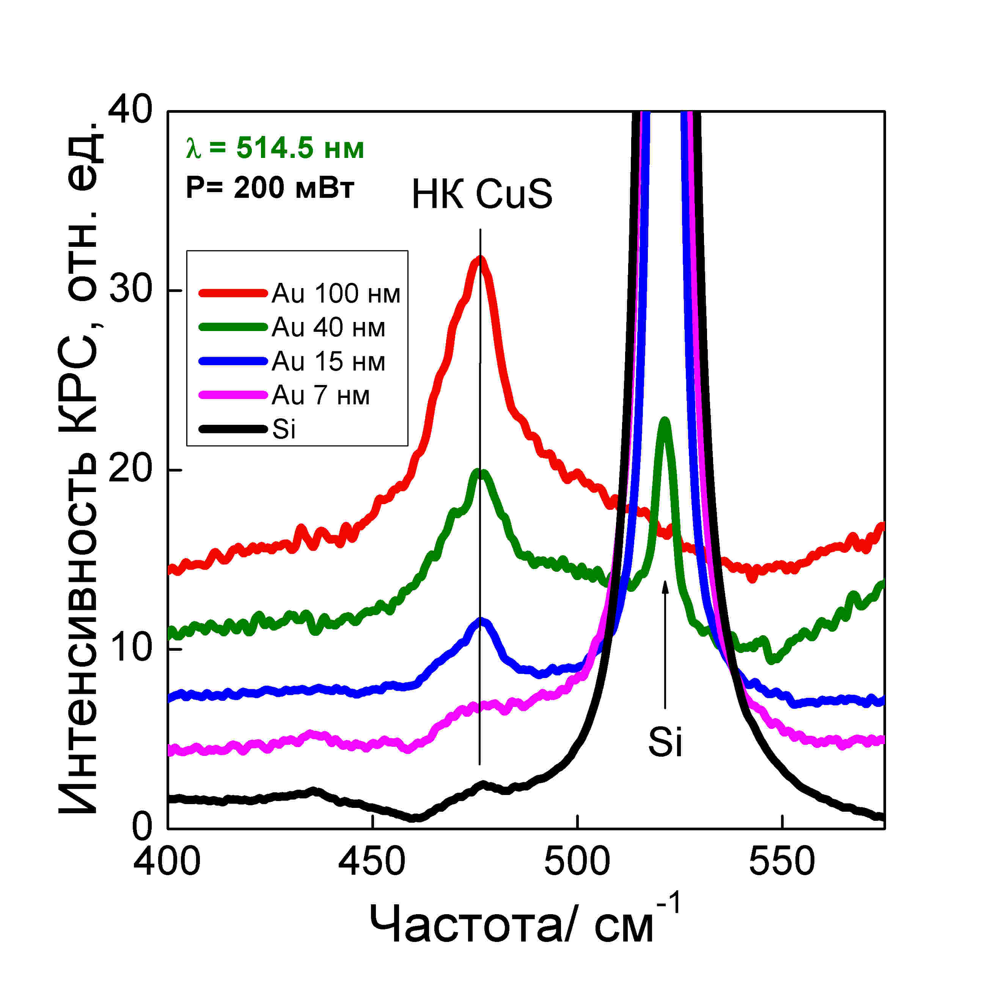 Интенсивность КРС, отн. ед.
40
30
20
10
0
λ = 514.5 нм
P= 200 мВт
НК CuS
Au 100 нм
Au 40 нм
Au 15 нм
Au 7 нм
Si
Si
400 450 500 550
Частота/ см⁻¹